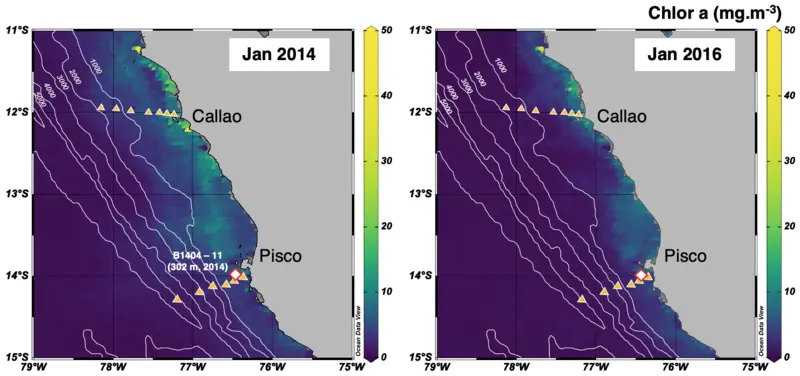 Chlor a (mg.m-3)
Jan 2014
11°S
12°S
13°S
14°S
15°S
79°W
78°W
77°W
76°W
75°W
1000
2000
3000
4000
5000
Callao
Pisco
B1404 – 11
(302 m, 2014)
Ocean Data View
50
40
30
20
10
0
Jan 2016
11°S
12°S
13°S
14°S
15°S
79°W
78°W
77°W
76°W
75°W
1000
2000
3000
4000
5000
Callao
Pisco
Ocean Data View
50
40
30
20
10
0